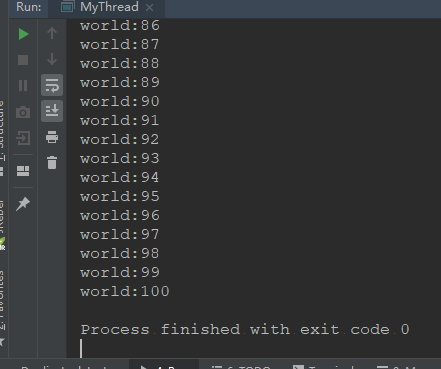 Run: MyThread
world:86
world:87
world:88
world:89
world:90
world:91
world:92
world:93
world:94
world:95
world:96
world:97
world:98
world:99
world:100
Process finished with exit code 0
Structure
Favorites